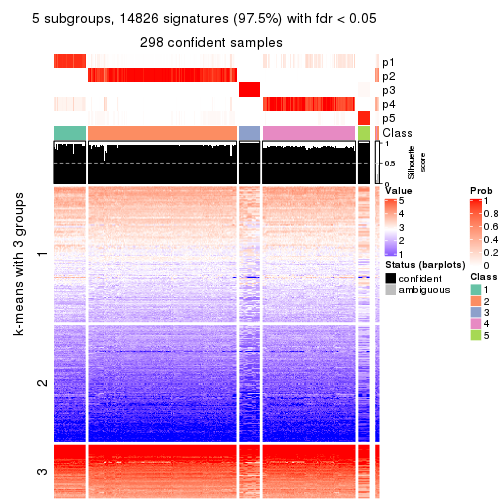 5 subgroups, 14826 signatures (97.5%) with fdr < 0.05
298 confident samples
p1
p2
p3
p4
p5
Class
1
0.5
0
Silhouette
score
k-means with 3 groups
1
2
3
Value
5
4
3
2
1
Status (barplots)
confident
ambiguous
Prob
1
0.8
0.6
0.4
0.2
0
Class
1
2
3
4
5